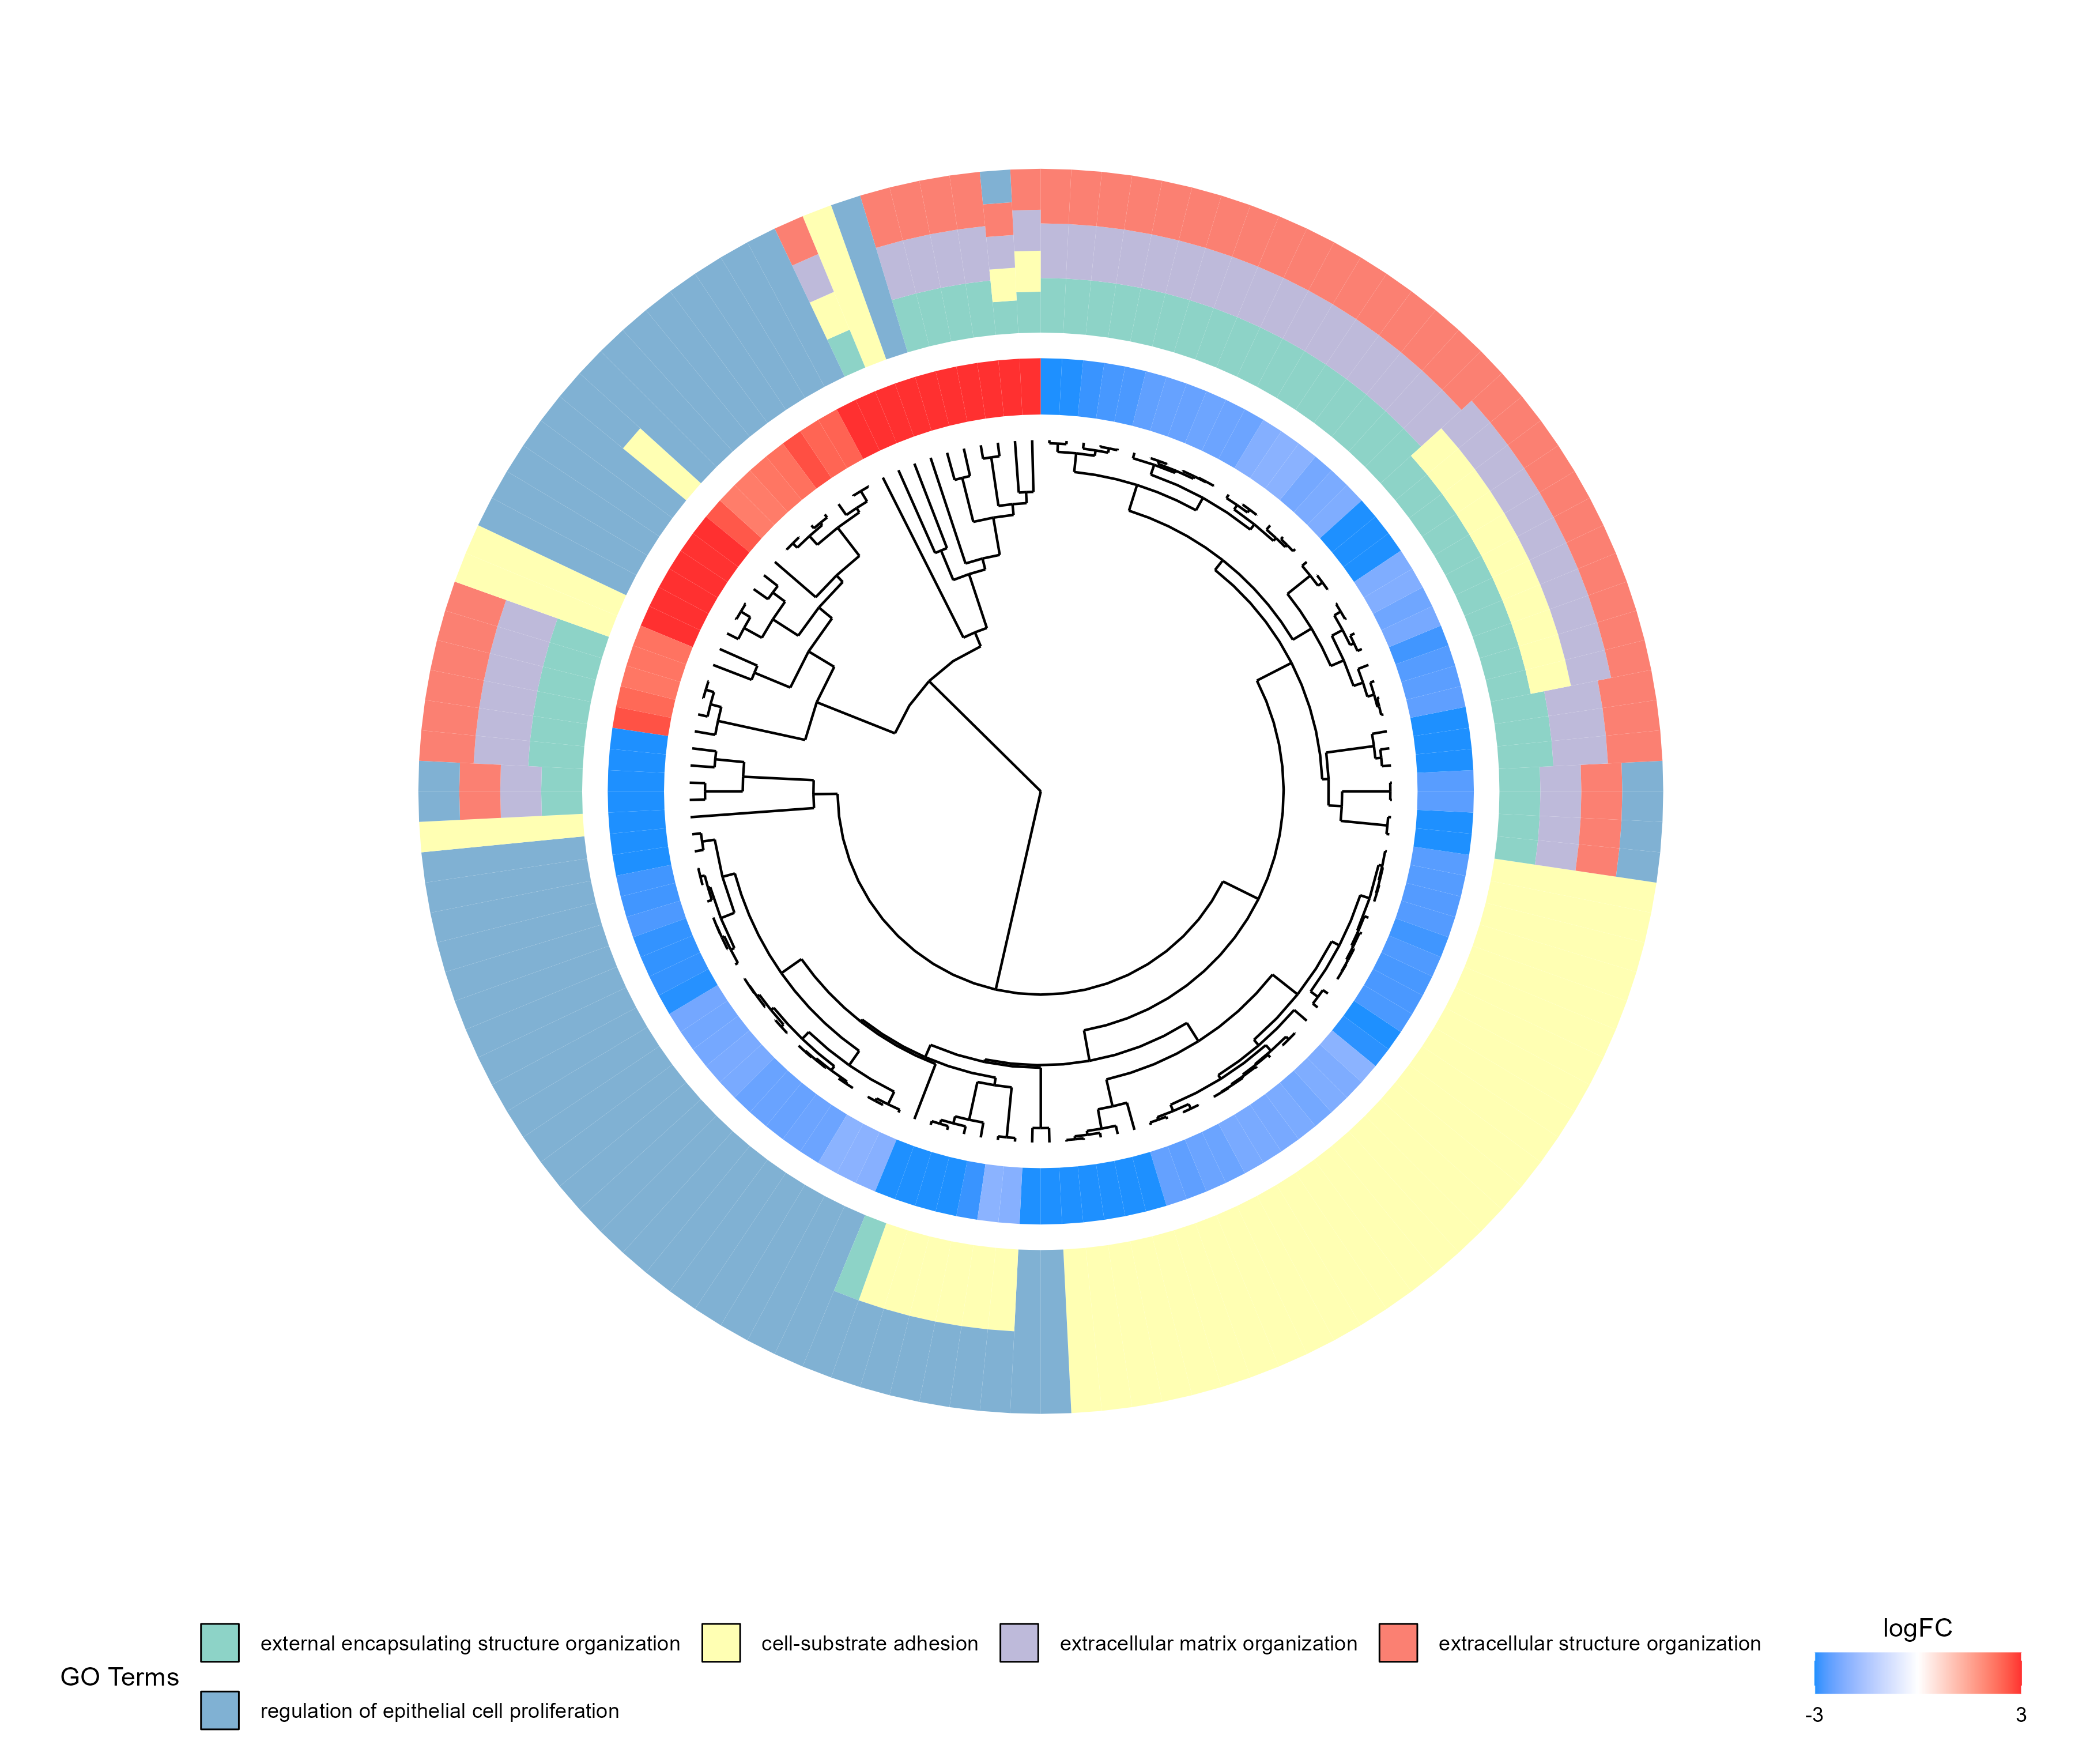 GO Terms
external encapsulating structure organization
cell-substrate adhesion
extracellular matrix organization
extracellular structure organization
regulation of epithelial cell proliferation
logFC
-3
3